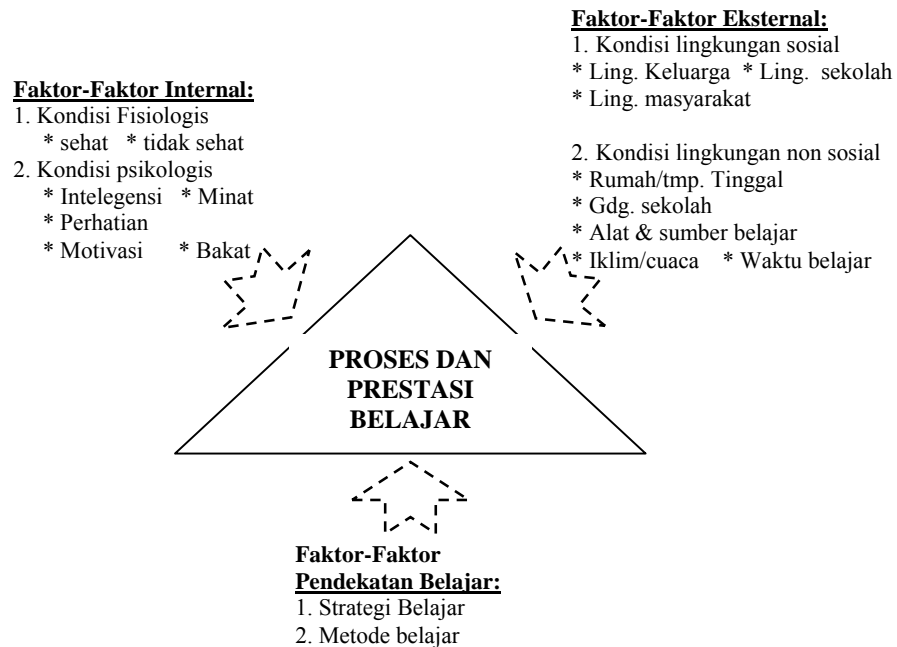 Faktor-Faktor Internal:
1. Kondisi Fisiologis
* sehat * tidak sehat
2. Kondisi psikologis
* Intelegensi * Minat
* Perhatian
* Motivasi * Bakat
Faktor-Faktor Eksternal:
1. Kondisi lingkungan sosial
* Ling. Keluarga * Ling. sekolah
* Ling. masyarakat
2. Kondisi lingkungan non sosial
* Rumah/tmp. Tinggal
* Gdg. sekolah
* Alat & sumber belajar
* Iklim/cuaca * Waktu belajar
PROSES DAN
PRESTASI
BELAJAR
Faktor-Faktor
Pendekatan Belajar:
1. Strategi Belajar
2. Metode belajar